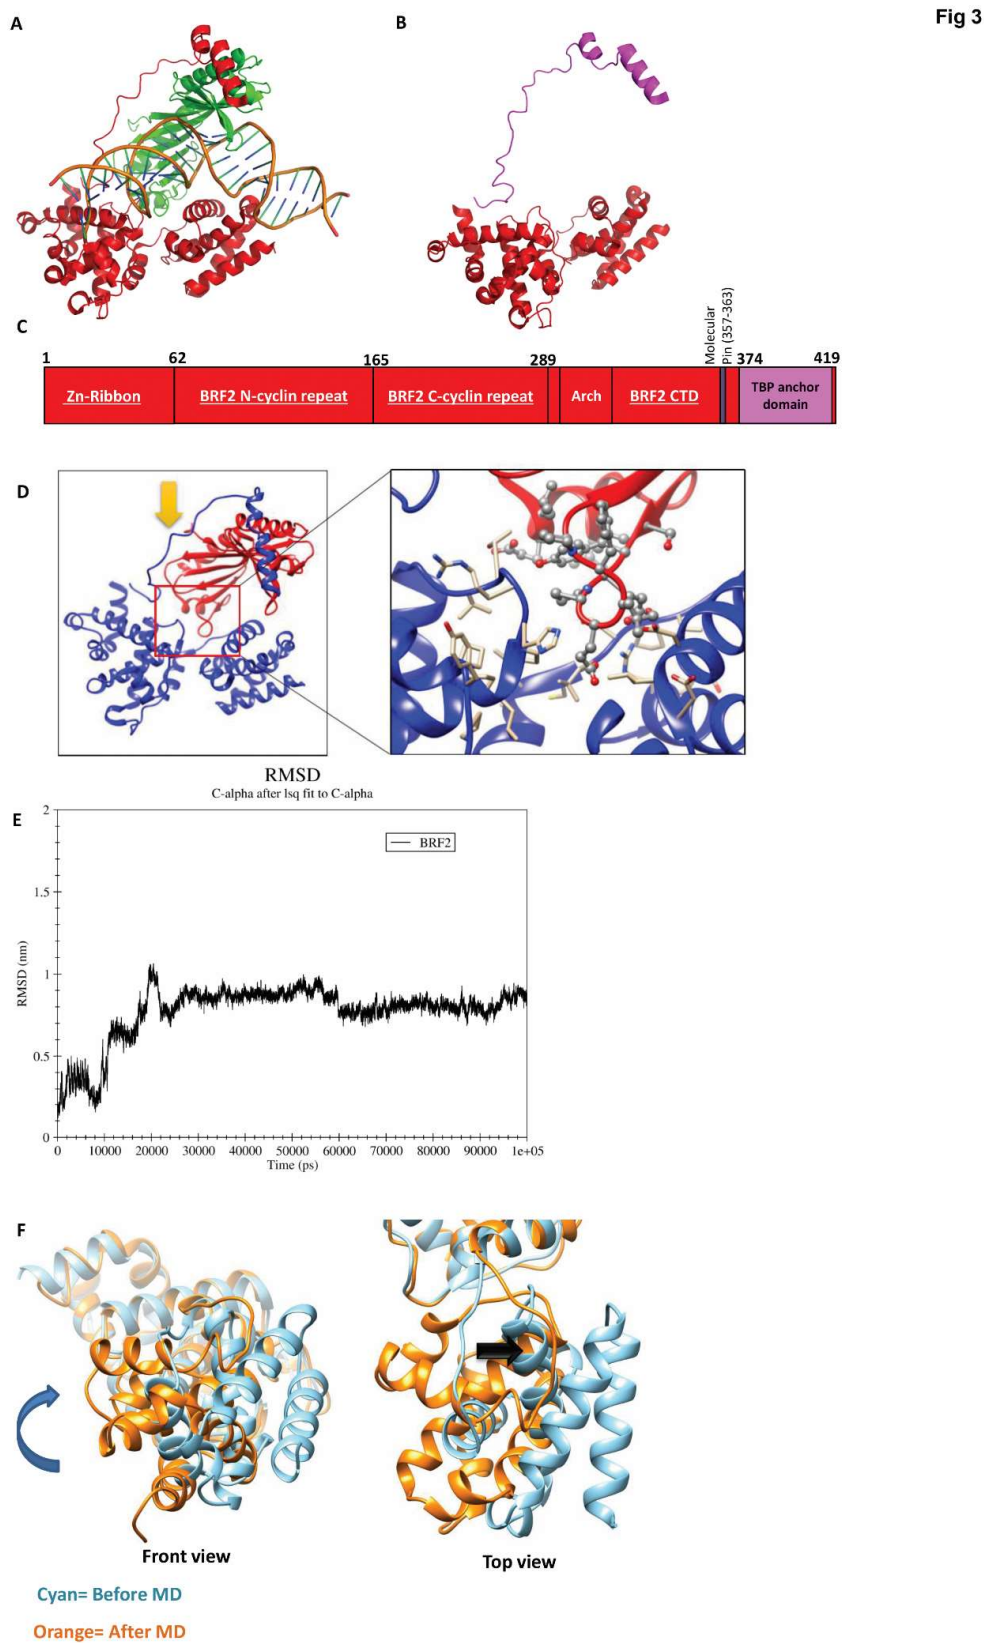 Fig 3
A
B
C
Molecular
Pin (357-363)
1 62 165 289 374 419
Zn-Ribbon BRF2 N-cyclin repeat BRF2 C-cyclin repeat Arch BRF2 CTD TBP anchor
domain
D
RMSD
C-alpha after lsq fit to C-alpha
E
2
BRF2
1.5
RMSD (nm)
1
0.5
0
0 10000 20000 30000 40000 50000 60000 70000 80000 90000 1e+05
Time (ps)
F
Front view
Top view
Cyan= Before MD
Orange= After MD